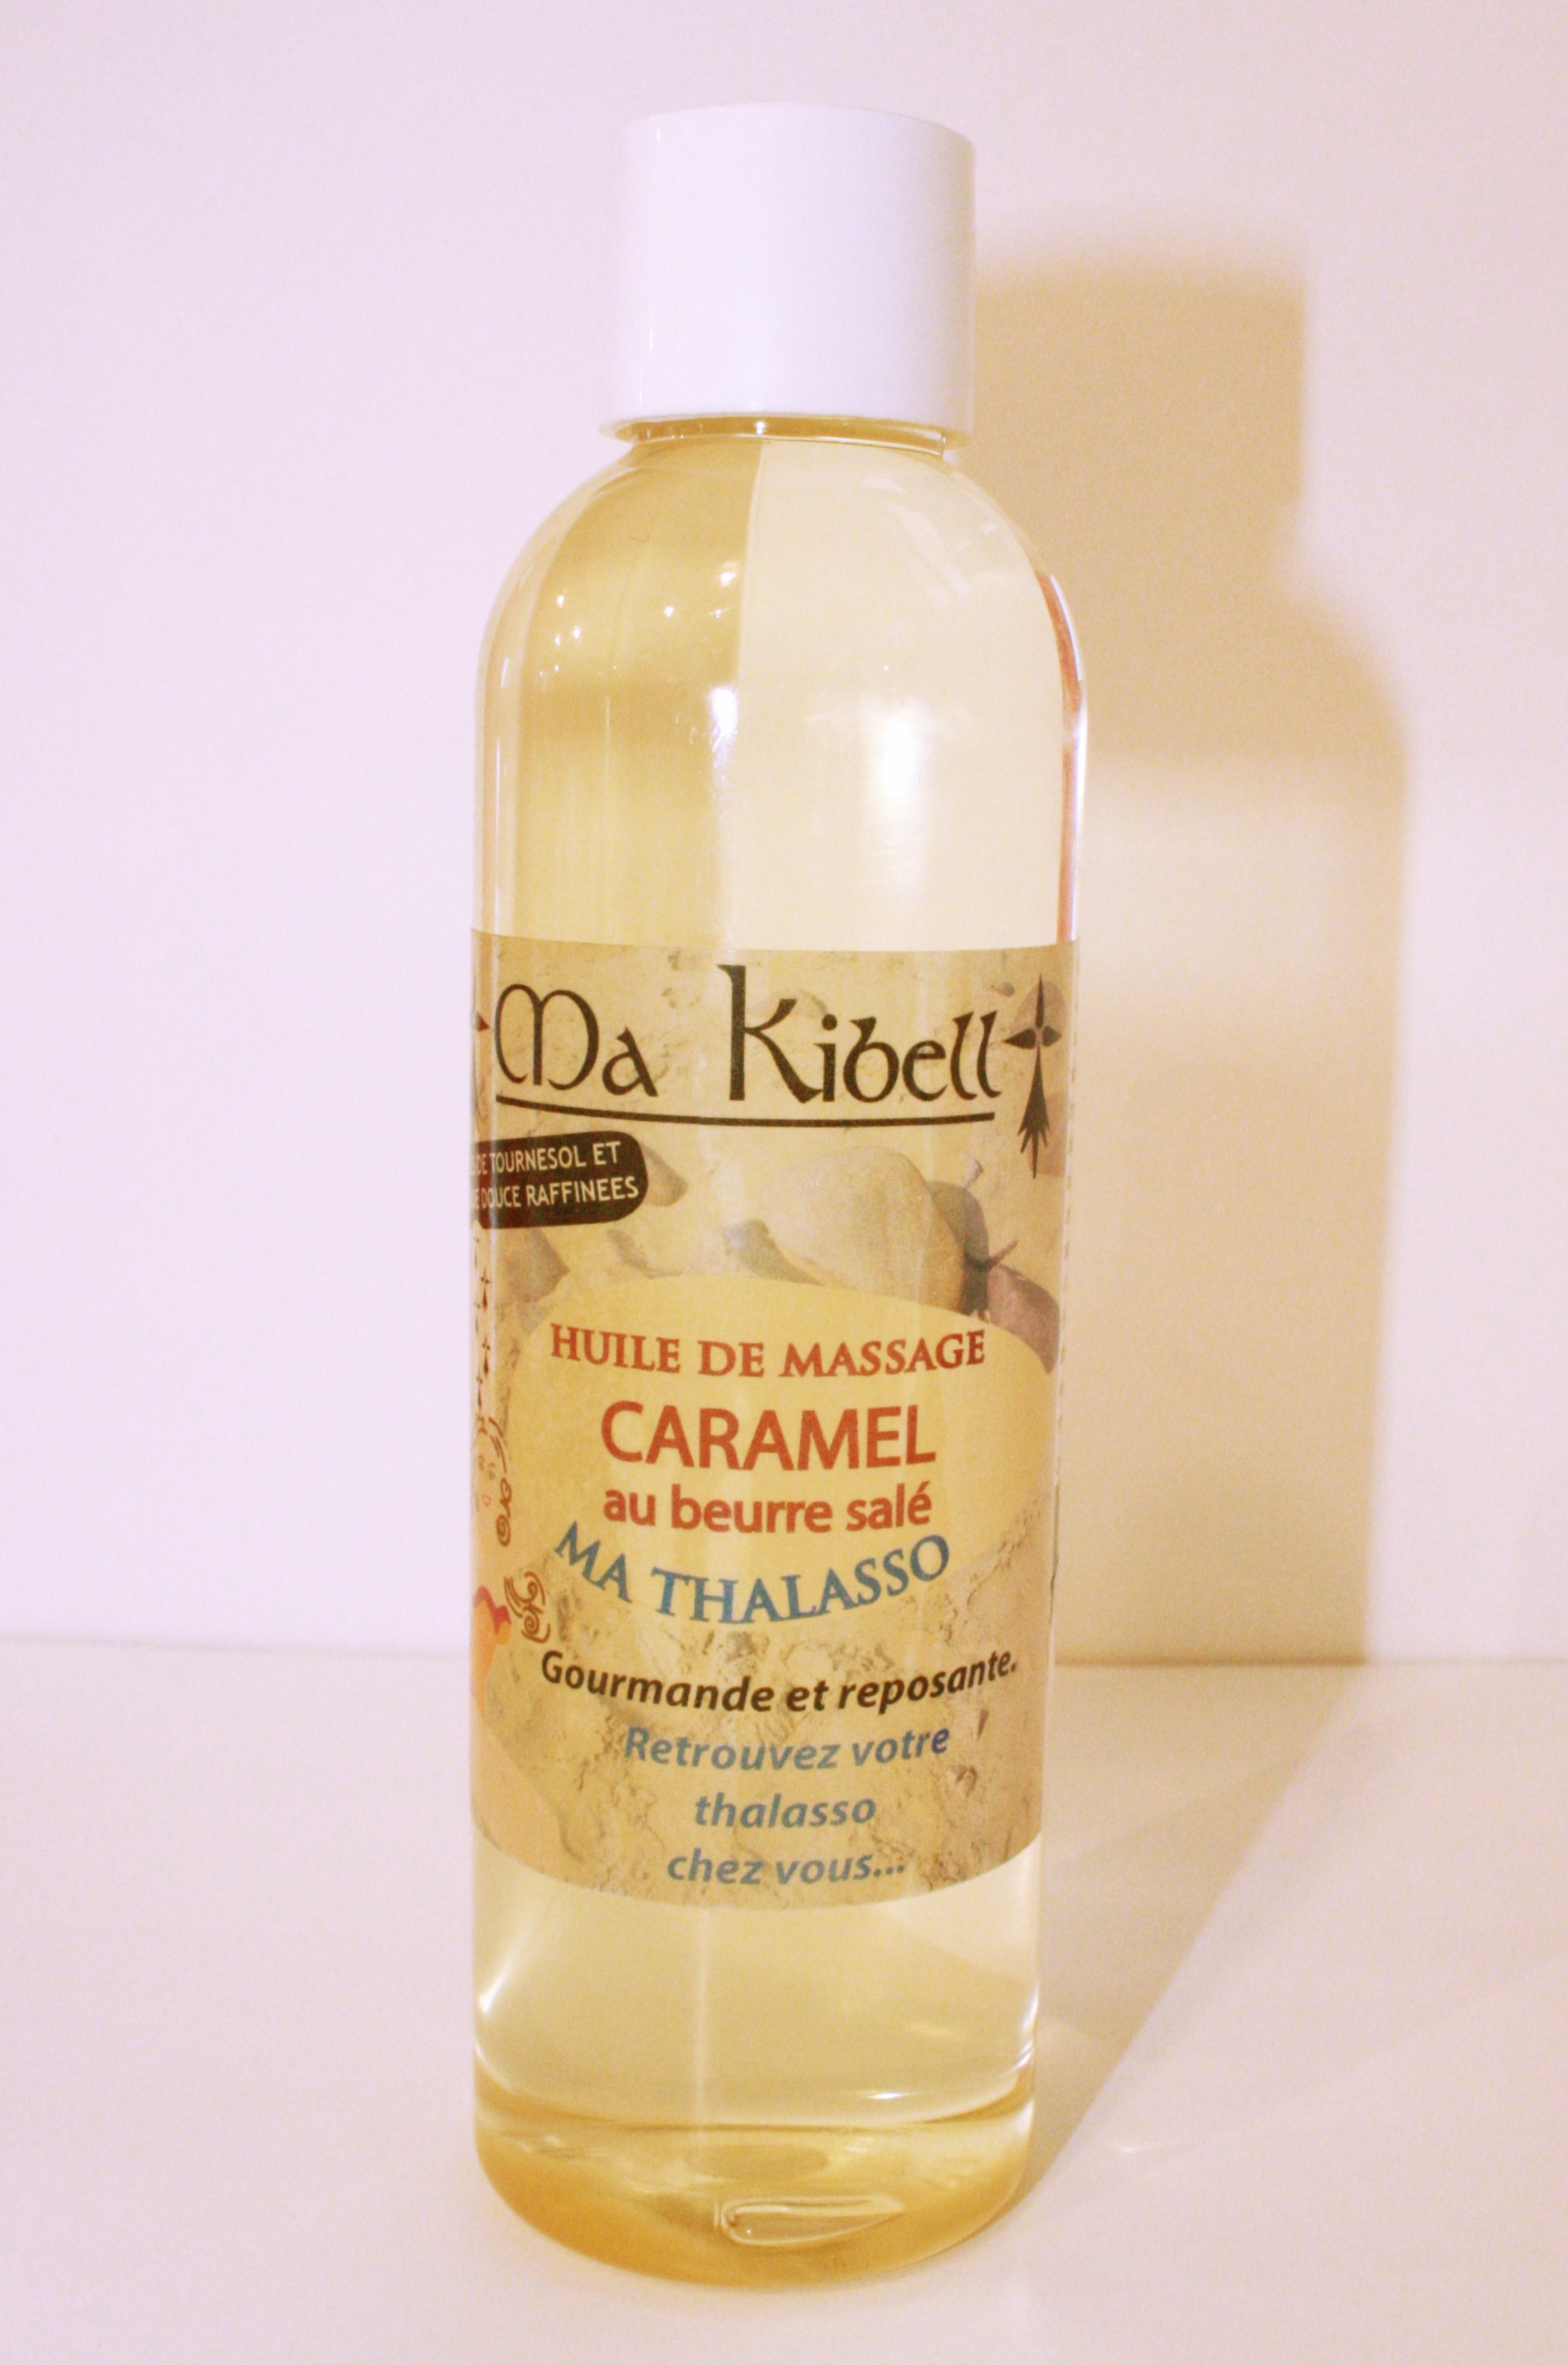 Ma Kibell
DE TOURNESOL ET
DOUCE RAFFINEES
HUILE DE MASSAGE
CARAMEL
au beurre salé
MA THALASSO
Gourmande et reposante.
Retrouvez votre
thalasso
chez vous...